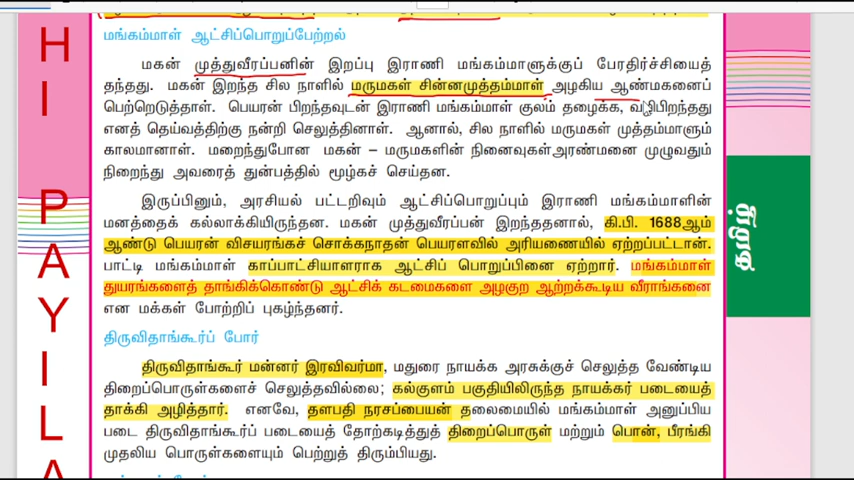 மங்கம்மாள் ஆட்சிப்பொறுப்பேற்றல்
மகன் முத்துவீரப்பனின் இறப்பு இராணி மங்கம்மாளுக்குப் பேரதிர்ச்சியைத்
தந்தது. மகன் இறந்த சில நாளில் மருமகள் சின்னமுத்தம்மாள் அழகிய ஆண்மகனைப்
பெற்றெடுத்தாள். பெயரன் பிறந்தவுடன் இராணி மங்கம்மாள் குலம் தழைக்க, வழிபிறந்தது
எனத் தெய்வத்திற்கு நன்றி செலுத்தினாள். ஆனால், சில நாளில் மருமகள் முத்தம்மாளும்
காலமானாள். மறைந்துபோன மகன் – மருமகளின் நினைவுகள்அரண்மனை முழுவதும்
நிறைந்து அவரைத் துன்பத்தில் மூழ்கச் செய்தன.
இருப்பினும், அரசியல் பட்டறிவும் ஆட்சிப்பொறுப்பும் இராணி மங்கம்மாளின்
மனத்தைக் கல்லாக்கியிருந்தன. மகன் முத்துவீரப்பன் இறந்ததனால், கி.பி. 1688ஆம்
ஆண்டு பெயரன் விசயரங்கச் சொக்கநாதன் பெயரளவில் அரியணையில் ஏற்றப்பட்டான்.
பாட்டி மங்கம்மாள் காப்பாட்சியாளராக ஆட்சிப் பொறுப்பினை ஏற்றார். மங்கம்மாள்
துயரங்களைத் தாங்கிக்கொண்டு ஆட்சிக் கடமைகளை அழகுற ஆற்றக்கூடிய வீராங்கனை
என மக்கள் போற்றிப் புகழ்ந்தனர்.
திருவிதாங்கூர்ப் போர்
திருவிதாங்கூர் மன்னர் இரவிவர்மா, மதுரை நாயக்க அரசுக்குச் செலுத்த வேண்டிய
திறைப்பொருள்களைச் செலுத்தவில்லை; கல்குளம் பகுதியிலிருந்த நாயக்கர் படையைத்
தாக்கி அழித்தார். எனவே, தளபதி நரசப்பையன் தலைமையில் மங்கம்மாள் அனுப்பிய
படை திருவிதாங்கூர்ப் படையைத் தோற்கடித்துத் திறைப்பொருள் மற்றும் பொன், பீரங்கி
முதலிய பொருள்களையும் பெற்றுத் திரும்பியது.
H
I
P
A
Y
I
L
A
தமிழ்